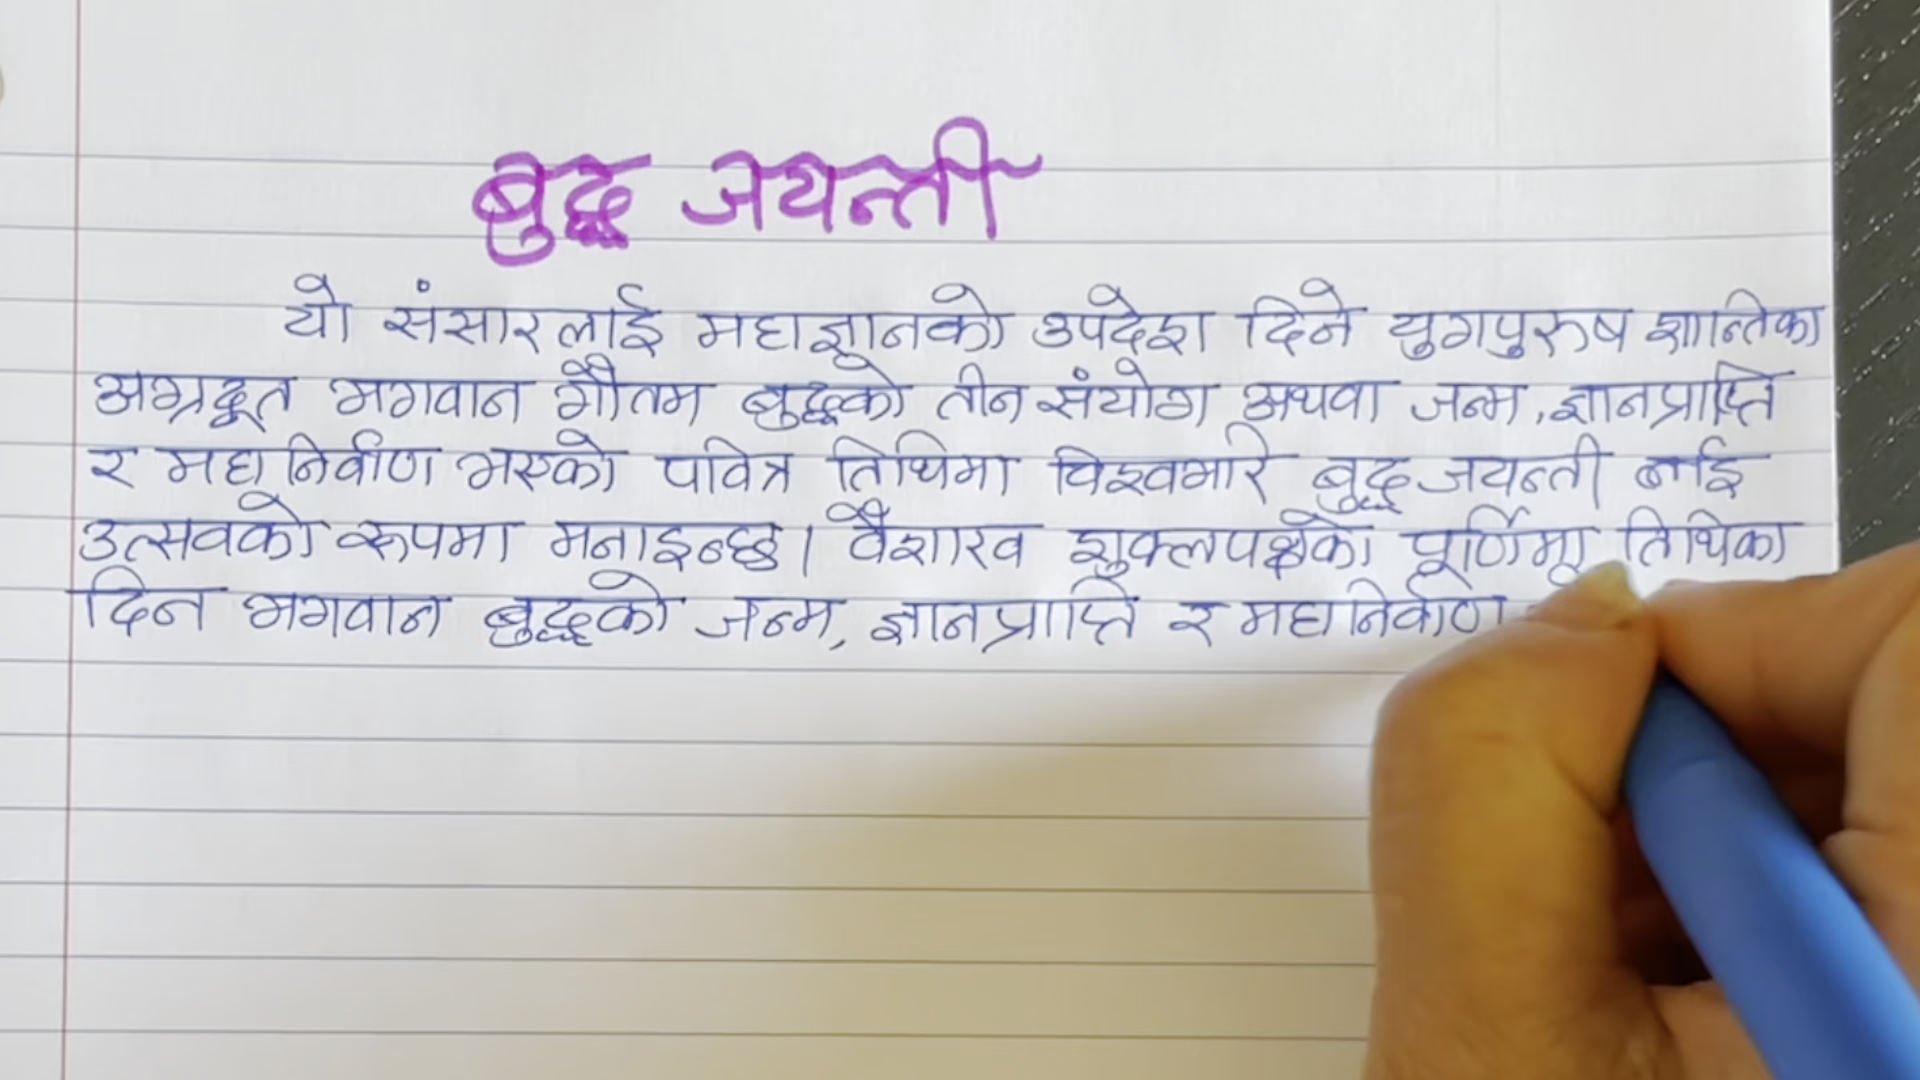 बुद्ध जयन्ती
यो संसारलाई महाज्ञानको उपदेश दिने युगपुरुष शान्तिका
अग्रदूत भगवान गौतम बुद्धको तीन संयोग अथवा जन्म, ज्ञानप्राप्ति
र महानिर्वाण भएको पवित्र तिथिमा विश्वभरि बुद्ध जयन्ती लाई
उत्सवको रूपमा मनाइन्छ। वैशाख शुक्लपक्षको पूर्णिमा तिथिका
दिन भगवान बुद्धको जन्म, ज्ञानप्राप्ति र महानिर्वाण